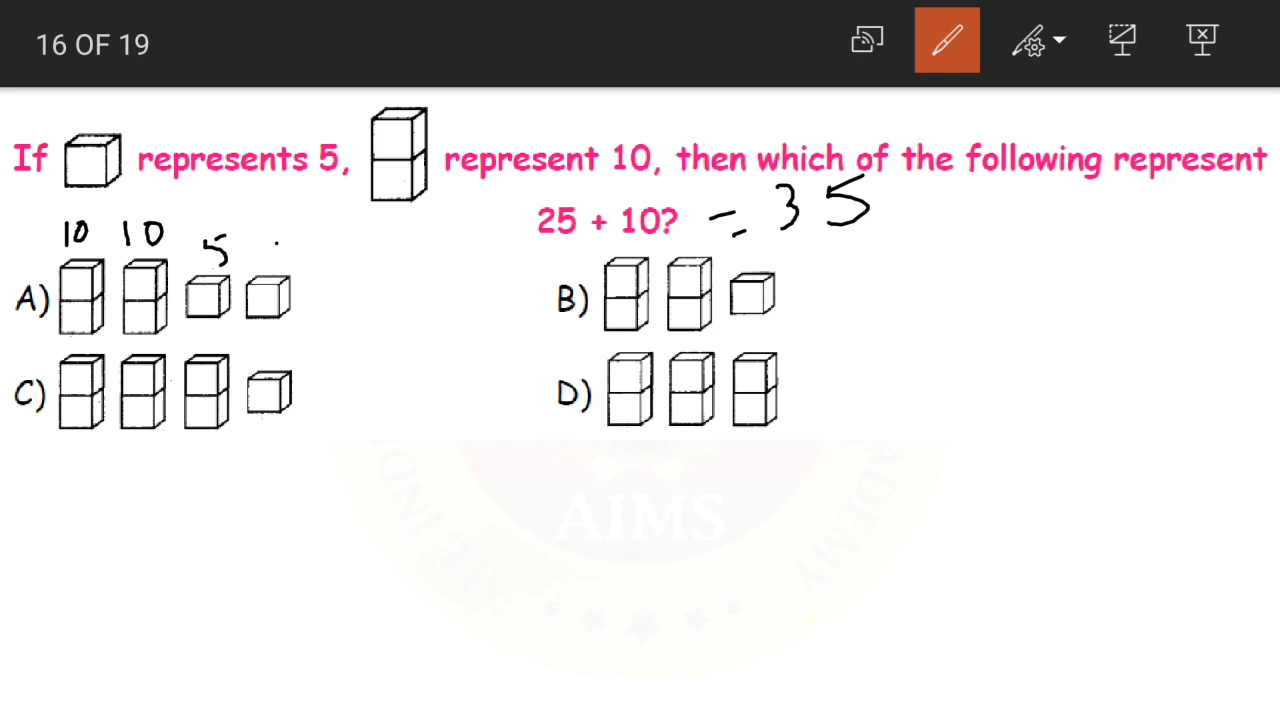 16 OF 19
If represents 5, represent 10, then which of the following represent
25 + 10? = 35
10 10 5
A) B)
C) D)
AIMS